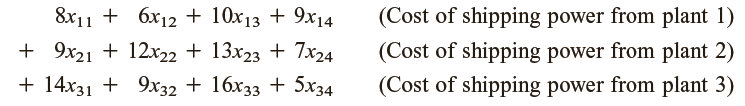 8x₁₁ + 6x₁₂ + 10x₁₃ + 9x₁₄ (Cost of shipping power from plant 1)
+ 9x₂₁ + 12x₂₂ + 13x₂₃ + 7x₂₄ (Cost of shipping power from plant 2)
+ 14x₃₁ + 9x₃₂ + 16x₃₃ + 5x₃₄ (Cost of shipping power from plant 3)